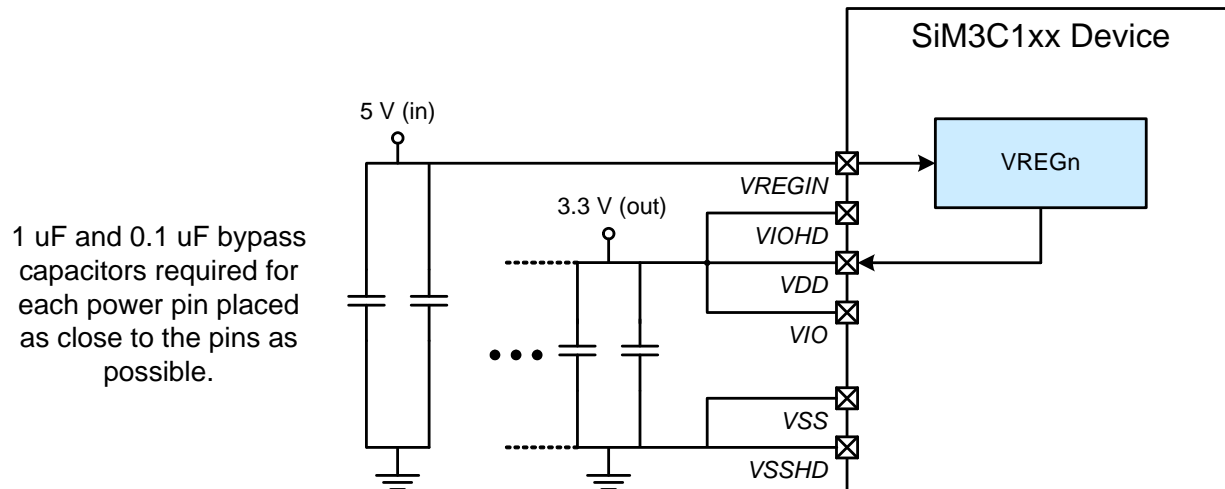 SiM3C1xx Device
5 V (in)
VREGn
VREGIN
3.3 V (out)
VIOHD
1 uF and 0.1 uF bypass
capacitors required for
each power pin placed
as close to the pins as
possible.
VDD
VIO
VSS
VSSHD